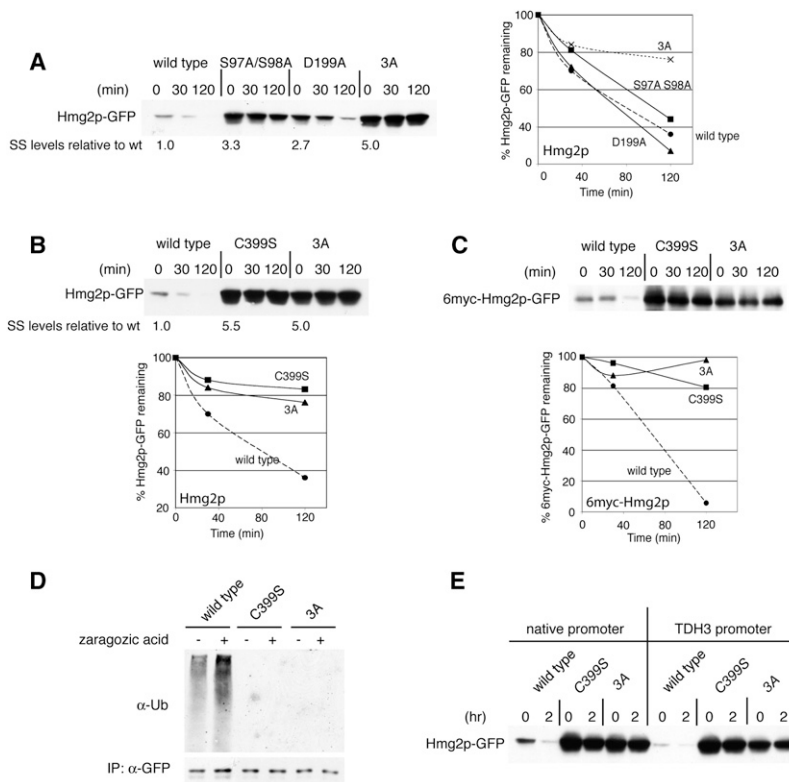 A
wild type S97A/S98A D199A 3A
(min) 0 30 120 0 30 120 0 30 120 0 30 120
Hmg2p-GFP
SS levels relative to wt 1.0 3.3 2.7 5.0
% Hmg2p-GFP remaining
100
80
60
40
20
0
3A
S97A S98A
wild type
D199A
Hmg2p
0 40 80 120
Time (min)
B
wild type C399S 3A
(min) 0 30 120 0 30 120 0 30 120
Hmg2p-GFP
SS levels relative to wt 1.0 5.5 5.0
% Hmg2p-GFP remaining
100
80
60
40
20
C399S
3A
wild type
Hmg2p
0 40 80 120
Time (min)
C
wild type C399S 3A
(min) 0 30 120 0 30 120 0 30 120
6myc-Hmg2p-GFP
% 6myc-Hmg2p-GFP remaining
100
80
60
40
20
0
3A
C399S
wild type
6myc-Hmg2p
0 40 80 120
Time (min)
D
wild type C399S 3A
zaragozic acid - + - + - +
α-Ub
IP: α-GFP
E
native promoter TDH3 promoter
wild type C399S 3A wild type C399S 3A
(hr) 0 2 0 2 0 2 0 2 0 2 0 2
Hmg2p-GFP